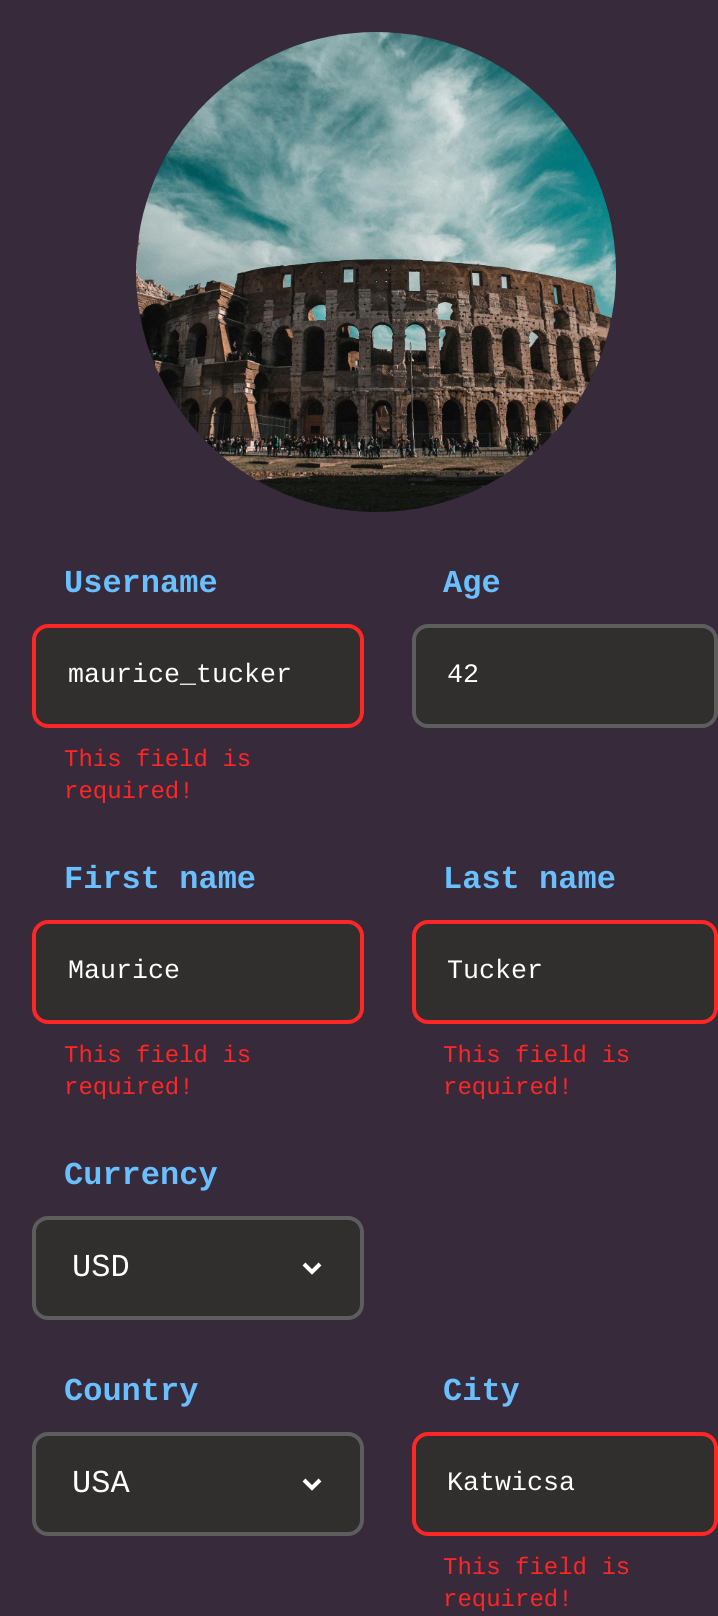 Username
Age
maurice_tucker
42
This field is
required!
First name
Last name
Maurice
Tucker
This field is
required!
This field is
required!
Currency
USD
Country
City
USA
Katwicsa
This field is
required!